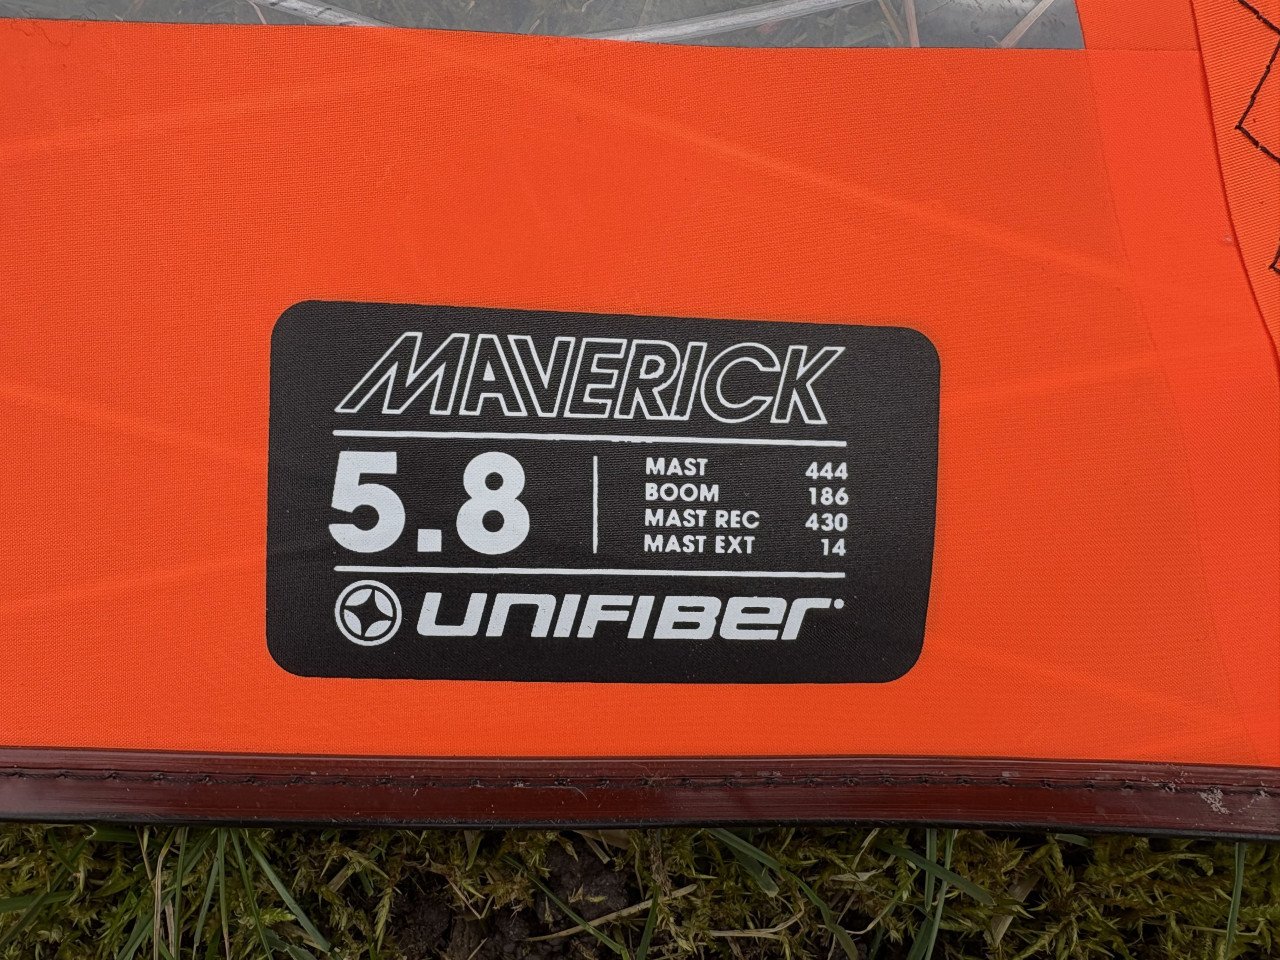 MAVERICK
5.8
MAST 444
BOOM 186
MAST REC 430
MAST EXT 14
UNIFIBER